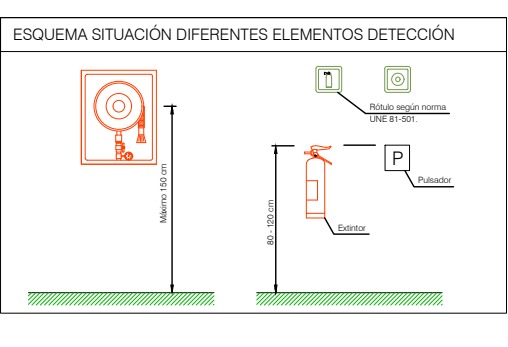 ESQUEMA SITUACIÓN DIFERENTES ELEMENTOS DETECCIÓN
Rótulo según norma
UNE 81-501.
Máximo 150 cm
80 - 120 cm
P
Pulsador
Extintor